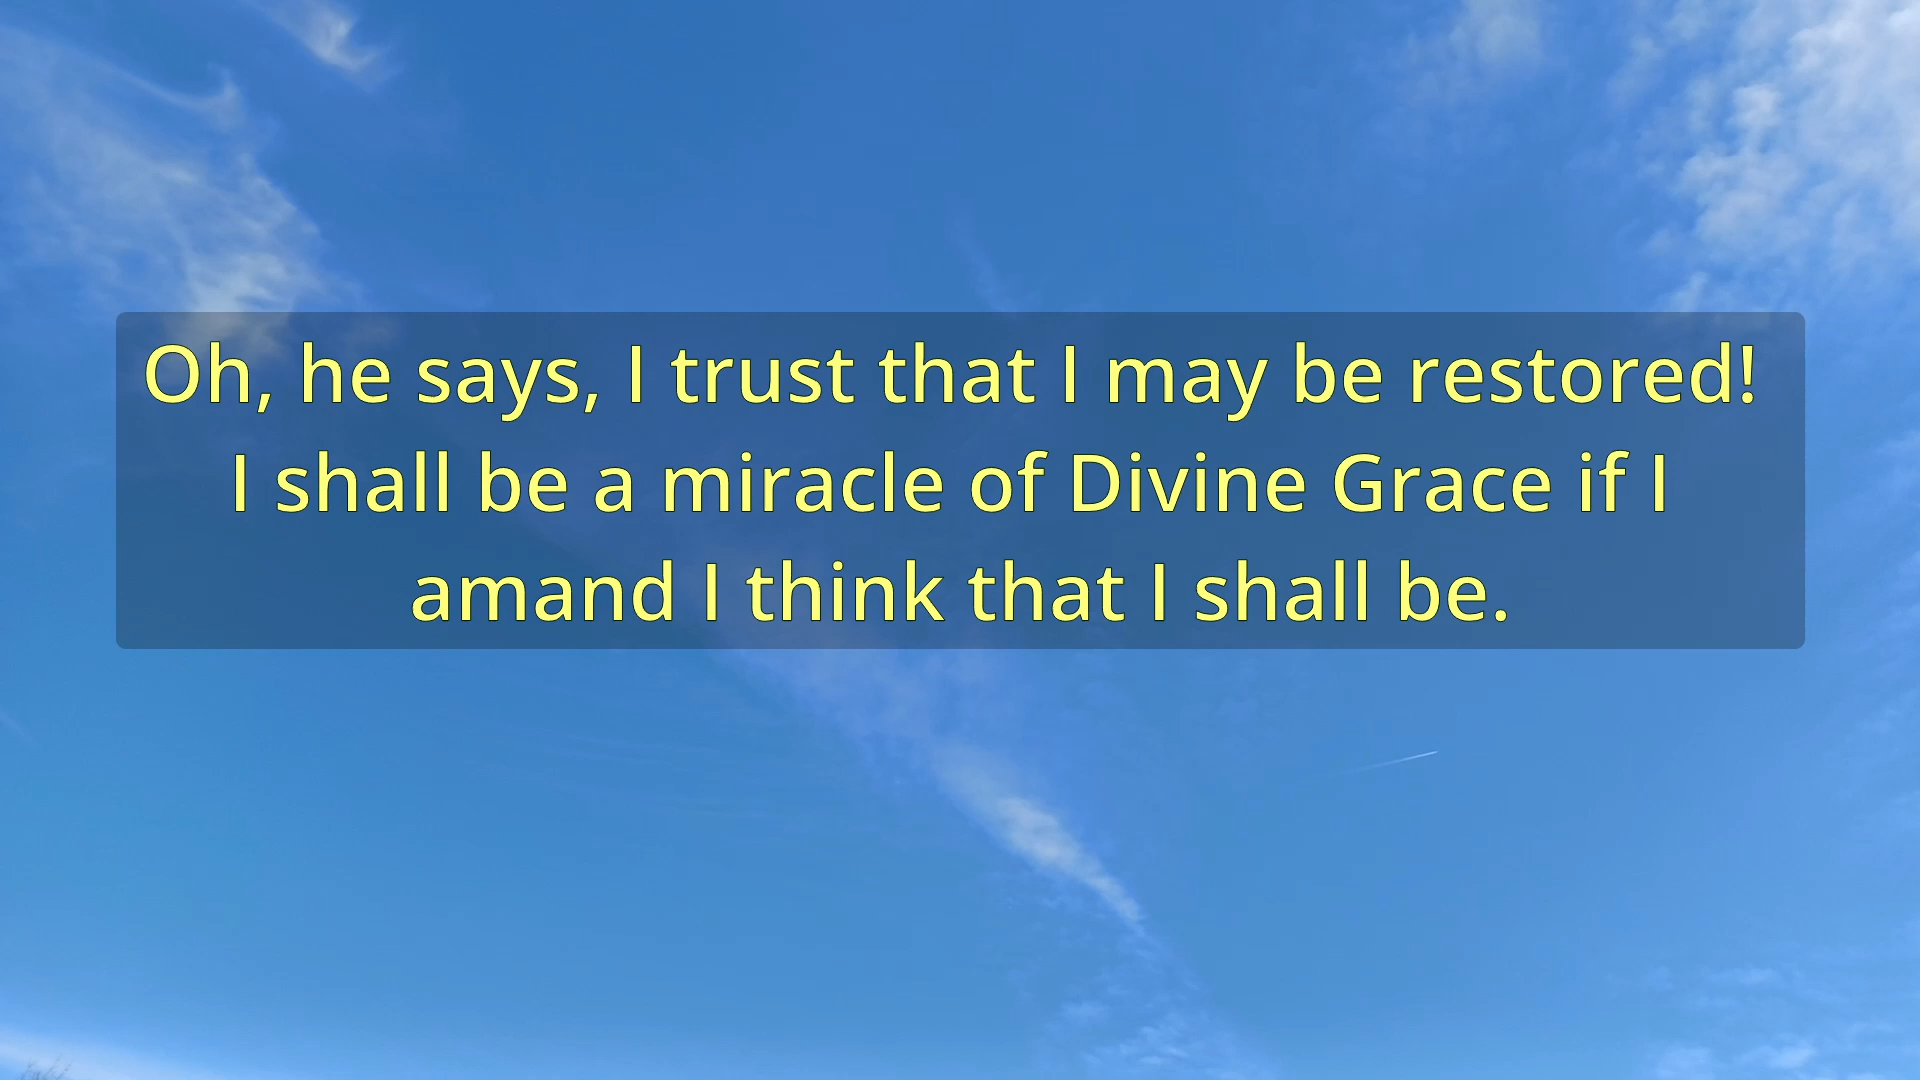 Oh, he says, I trust that I may be restored!
I shall be a miracle of Divine Grace if I
amand I think that I shall be.